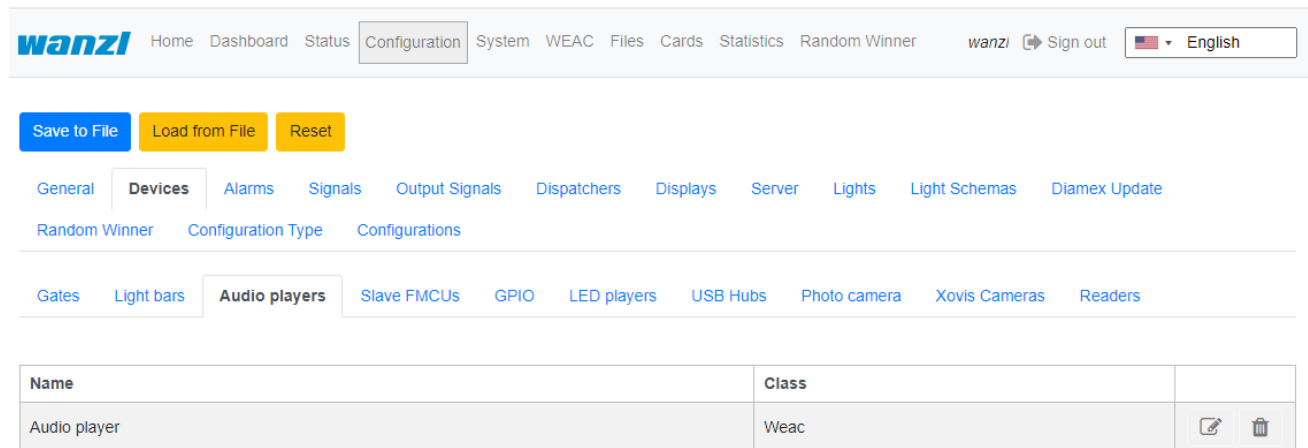 wanzl Home Dashboard Status Configuration System WEAC Files Cards Statistics Random Winner wanzl Sign out English
Save to File Load from File Reset
General Devices Alarms Signals Output Signals Dispatchers Displays Server Lights Light Schemas Diamex Update
Random Winner Configuration Type Configurations
Gates Light bars Audio players Slave FMCUs GPIO LED players USB Hubs Photo camera Xovis Cameras Readers
Name Class
Audio player Weac